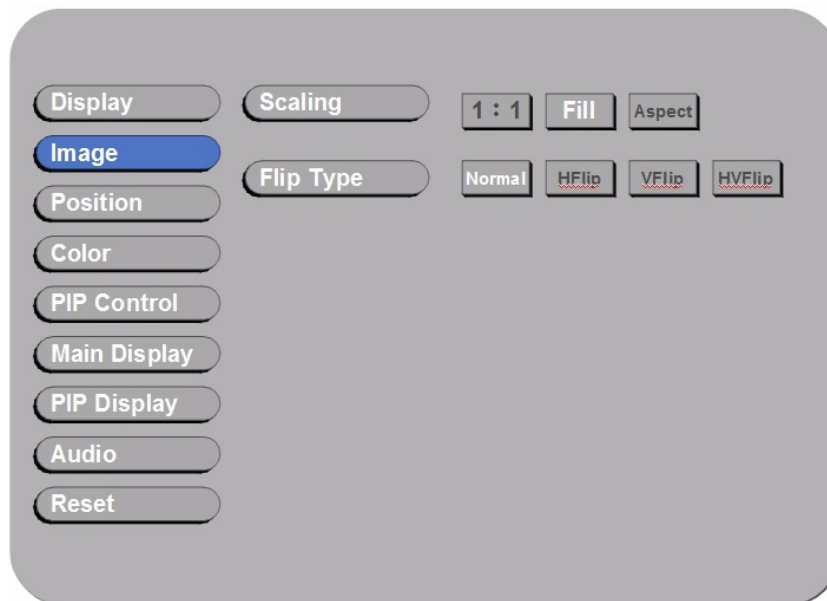 Display
Scaling
1 : 1
Fill
Aspect
Image
Flip Type
Normal
HFlip
VFlip
HVFlip
Position
Color
PIP Control
Main Display
PIP Display
Audio
Reset